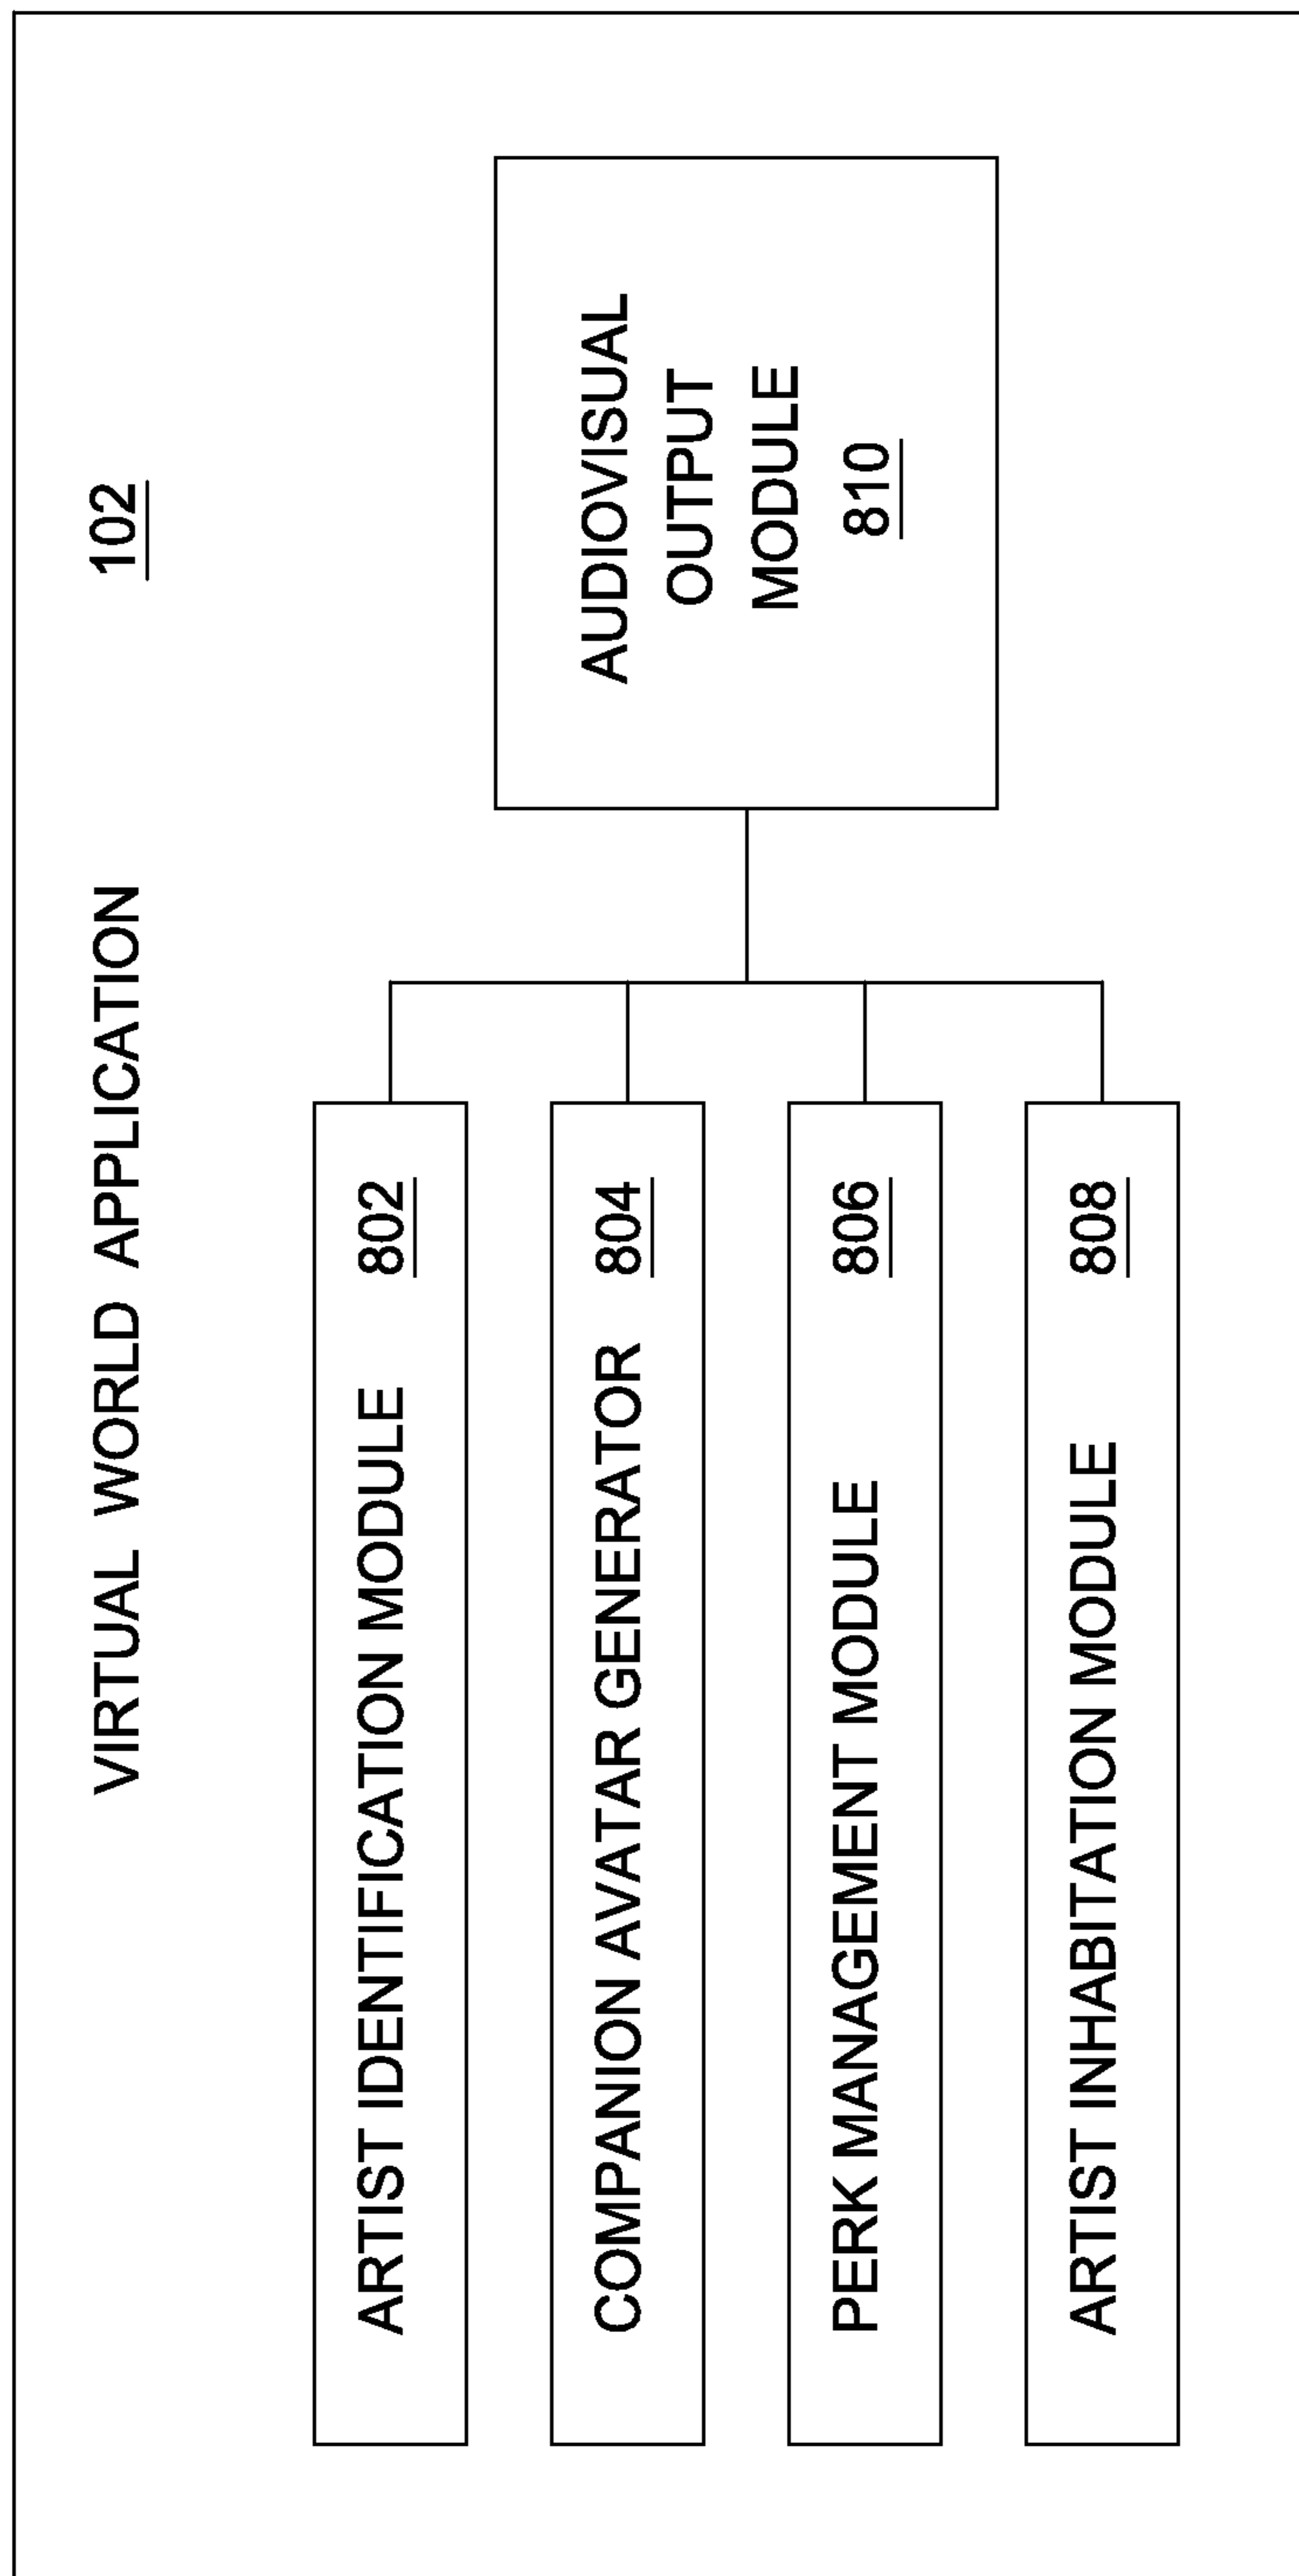 VIRTUAL WORLD APPLICATION 102
ARTIST IDENTIFICATION MODULE 802
COMPANION AVATAR GENERATOR 804
PERK MANAGEMENT MODULE 806
ARTIST INHABITATION MODULE 808
AUDIOVISUAL
OUTPUT
MODULE
810